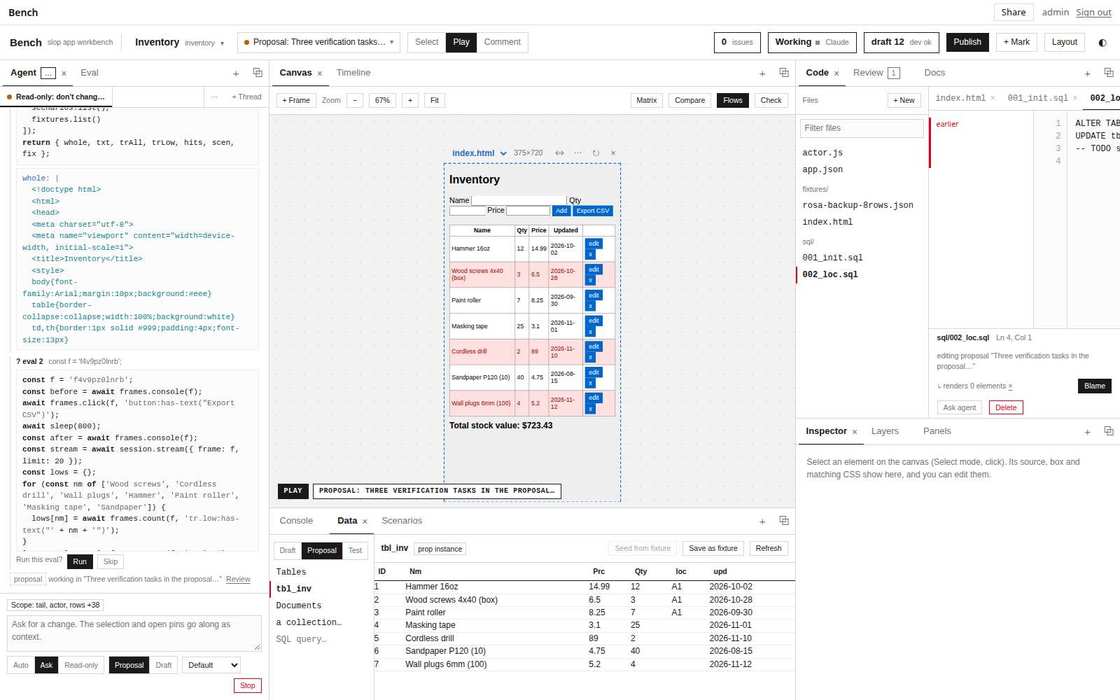 Bench
Share admin Sign out
Bench slop app workbench Inventory inventory ▾ Proposal: Three verification tasks… ▾ Select Play Comment 0 issues Working Claude draft 12 dev ok Publish + Mark Layout
Agent … × Eval +
Read-only: don't chang… ··· + Thread
fixtures.list()
]);
return { whole, txt, trAll, trLow, hits, scen,
fix };
whole: |
<!doctype html>
<html>
<head>
<meta charset="utf-8">
<meta name="viewport" content="width=device-
width, initial-scale=1">
<title>Inventory</title>
<style>
body{font-
family:Arial;margin:10px;background:#eee}
table{border-
collapse:collapse;width:100%;background:white}
td,th{border:1px solid #999;padding:4px;font-
size:13px}
? eval 2 const f = 'f4v9pz0lnrb';
const f = 'f4v9pz0lnrb';
const before = await frames.console(f);
await frames.click(f, 'button:has-text("Export
CSV")');
await sleep(800);
const after = await frames.console(f);
const stream = await session.stream({ frame: f,
limit: 20 });
const lows = {};
for (const nm of ['Wood screws', 'Cordless
drill', 'Wall plugs', 'Hammer', 'Paint roller',
'Masking tape', 'Sandpaper']) {
lows[nm] = await frames.count(f, 'tr.low:has-
text("' + nm + '")');
}
Run this eval? Run Skip
proposal working in "Three verification tasks in the proposal…" Review
Scope: tail, actor, rows +38
Ask for a change. The selection and open pins go along as
context.
Auto Ask Read-only Proposal Draft Default
Stop
Canvas × Timeline +
+ Frame Zoom − 67% + Fit Matrix Compare Flows Check
index.html 375×720 ··· ×
Inventory
Name Qty
Price Add Export CSV
Name Qty Price Updated
Hammer 16oz 12 14.99 2026-10-02 edit x
Wood screws 4x40 (box) 3 6.5 2026-10-28 edit x
Paint roller 7 8.25 2026-09-30 edit x
Masking tape 25 3.1 2026-11-01 edit x
Cordless drill 2 89 2026-11-10 edit x
Sandpaper P120 (10) 40 4.75 2026-08-15 edit x
Wall plugs 6mm (100) 4 5.2 2026-11-12 edit x
Total stock value: $723.43
PLAY PROPOSAL: THREE VERIFICATION TASKS IN THE PROPOSAL…
Console Data × Scenarios +
Draft Proposal Test tbl_inv prop instance Seed from fixture Save as fixture Refresh
Tables
tbl_inv
Documents
a collection…
SQL query…
ID Nm Prc Qty loc upd
1 Hammer 16oz 14.99 12 A1 2026-10-02
2 Wood screws 4x40 (box) 6.5 3 A1 2026-10-28
3 Paint roller 8.25 7 A1 2026-09-30
4 Masking tape 3.1 25 2026-11-01
5 Cordless drill 89 2 2026-11-10
6 Sandpaper P120 (10) 4.75 40 2026-08-15
7 Wall plugs 6mm (100) 5.2 4 2026-11-12
Code × Review 1 Docs +
Files + New
Filter files
actor.js
app.json
fixtures/
rosa-backup-8rows.json
index.html
sql/
001_init.sql
002_loc.sql
index.html × 001_init.sql × 002_lo
earlier
1 ALTER TAB
2 UPDATE tb
3 -- TODO s
4
sql/002_loc.sql Ln 4, Col 1
editing proposal "Three verification tasks in the
proposal…"
↳ renders 0 elements × Blame
Ask agent Delete
Inspector × Layers Panels +
Select an element on the canvas (Select mode, click). Its source, box and
matching CSS show here, and you can edit them.